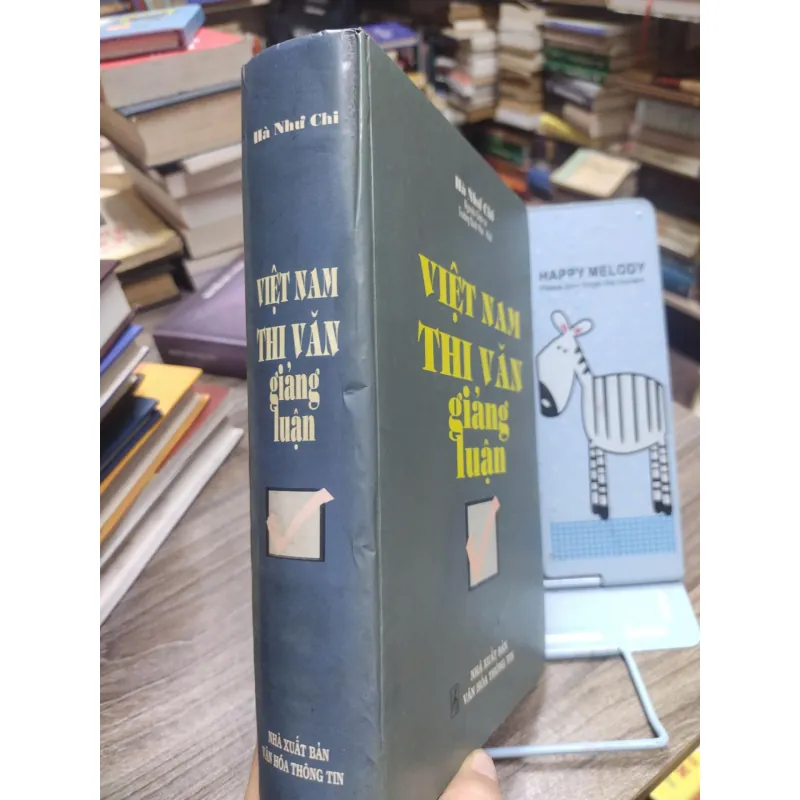 Hà Như Chi
VIỆT NAM
THI VĂN
giảng
luận
NHÀ XUẤT BẢN
VĂN HÓA THÔNG TIN
Hà Như Chi
VIỆT NAM
THI VĂN
giảng
luận
NHÀ XUẤT BẢN
VĂN HÓA THÔNG TIN
HAPPY MELODY